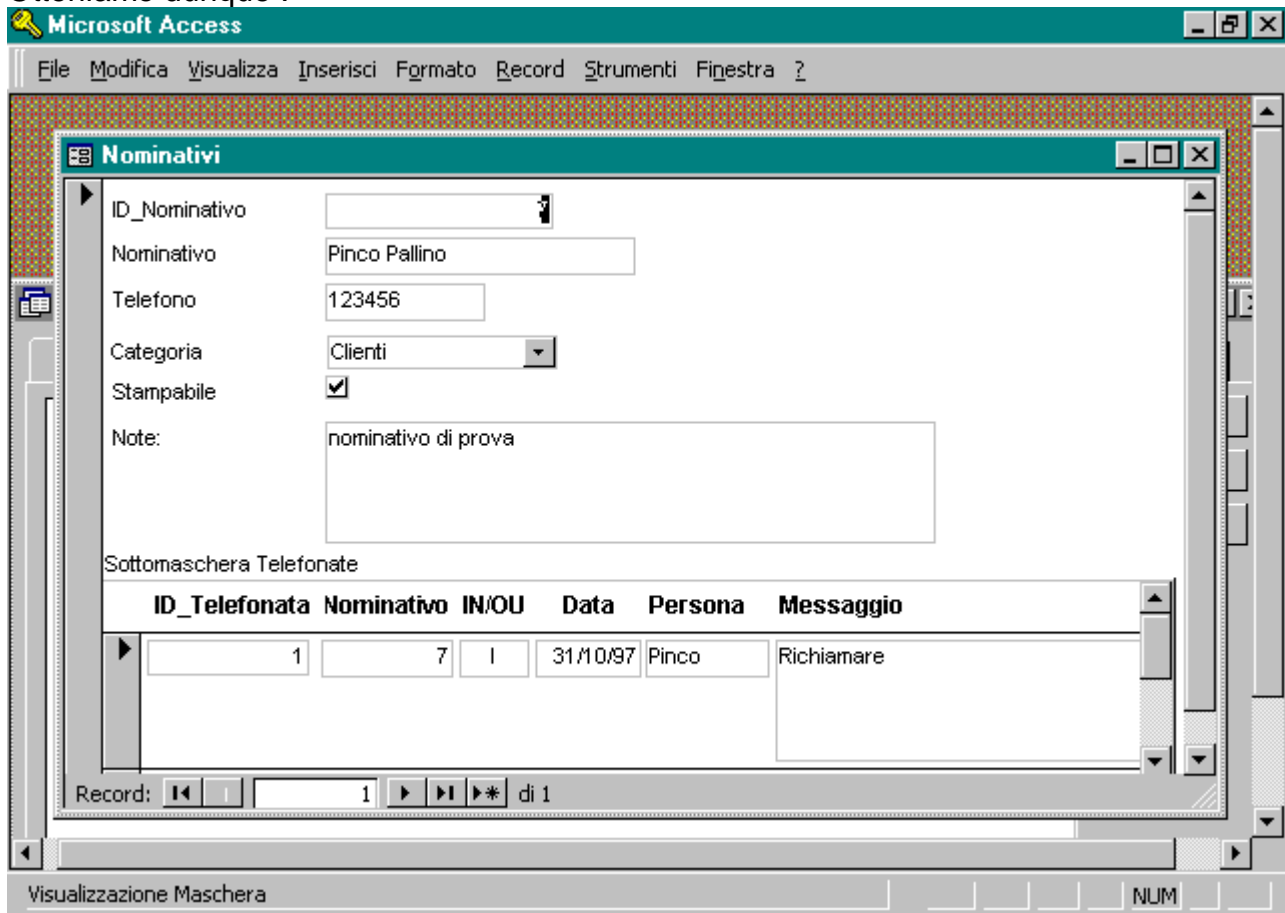 Microsoft Access
File Modifica Visualizza Inserisci Formato Record Strumenti Finestra ?
Nominativi
ID_Nominativo 7
Nominativo Pinco Pallino
Telefono 123456
Categoria Clienti
Stampabile
Note: nominativo di prova
Sottomaschera Telefonate
ID_Telefonata Nominativo IN/OU Data Persona Messaggio
1 7 I 31/10/97 Pinco Richiamare
Record: 1 di 1
Visualizzazione Maschera NUM